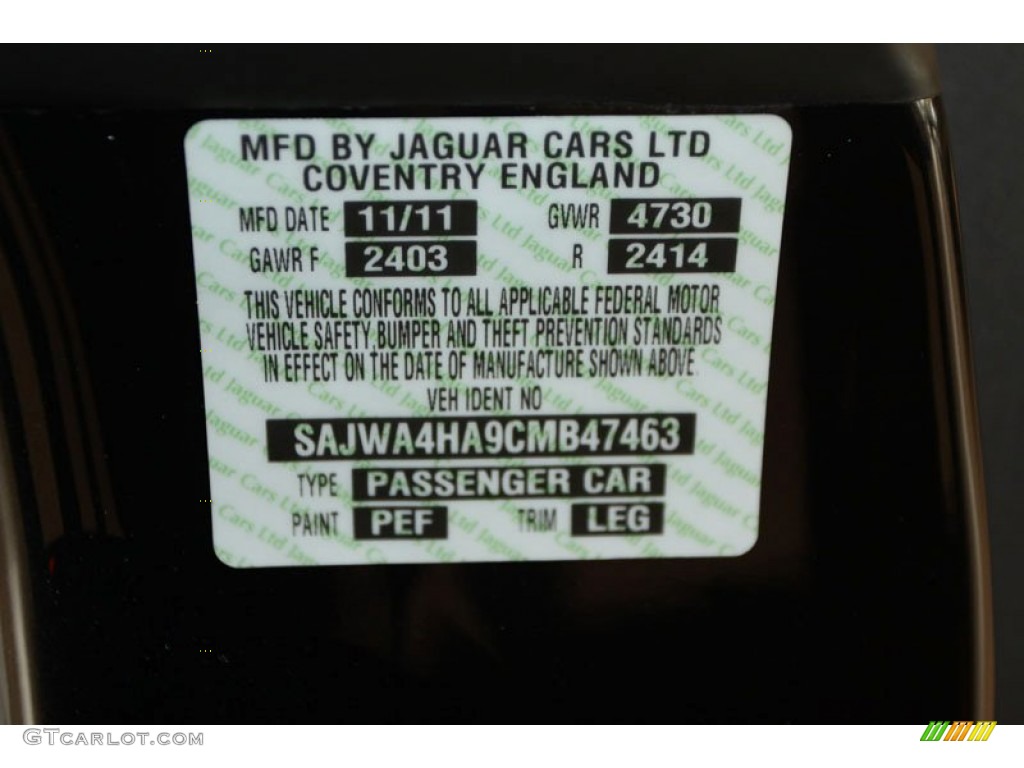 MFD BY JAGUAR CARS LTD
COVENTRY ENGLAND
MFD DATE 11/11 GVWR 4730
GAWR F 2403 R 2414
THIS VEHICLE CONFORMS TO ALL APPLICABLE FEDERAL MOTOR
VEHICLE SAFETY, BUMPER AND THEFT PREVENTION STANDARDS
IN EFFECT ON THE DATE OF MANUFACTURE SHOWN ABOVE.
VEH IDENT NO
SAJWA4HA9CMB47463
TYPE PASSENGER CAR
PAINT PEF TRIM LEG
GTCARLOT.COM